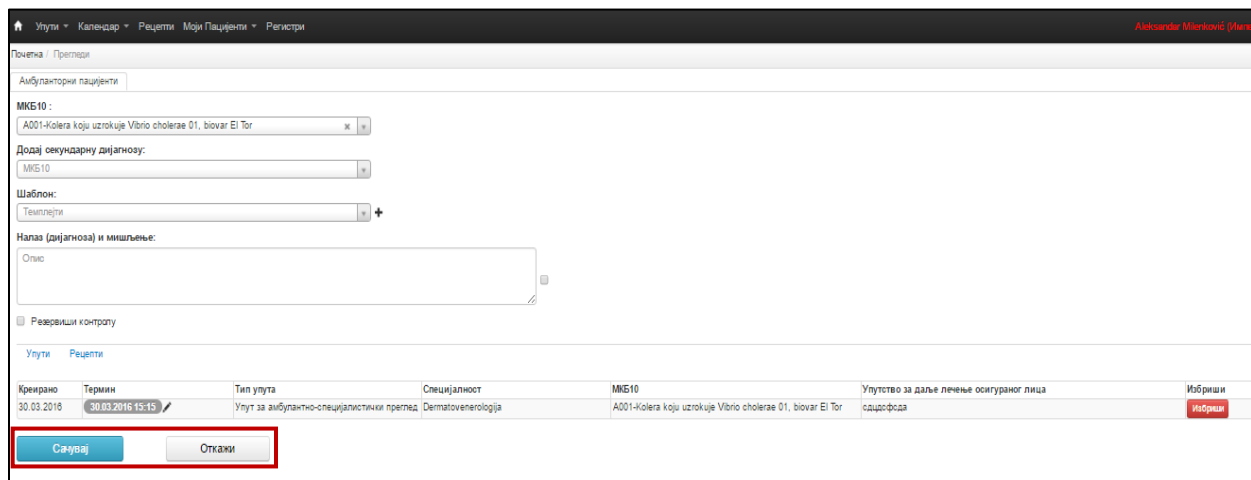 Упути Календар Рецепти Моји Пацијенти Регистри Aleksandar Milenković
Почетна / Прегледи
Амбулантни пацијенти
МКБ10 :
A001-Kolera koju uzrokuje Vibrio cholerae 01, biovar El Tor
Додај секундарну дијагнозу:
МКБ10
Шаблон:
Темплејти
Налаз (дијагноза) и мишљење:
Опис
Резервиши контролу
Упути Рецепти
Креирано Термин Тип упута Специјалност МКБ10 Упутство за даље лечење осигураног лица Избриши
30.03.2016 30.03.2016 15:15 Упут за амбулантно-специјалистички преглед Dermatovenerologija A001-Kolera koju uzrokuje Vibrio cholerae 01, biovar El Tor Избриши
Сачувај Откажи